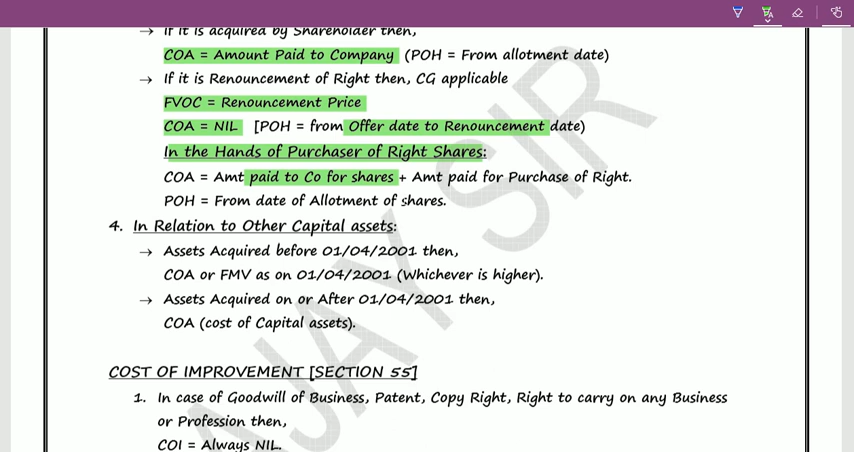 → If it is acquired by Shareholder then,
COA = Amount Paid to Company (POH = From allotment date)
→ If it is Renouncement of Right then, CG applicable
FVOC = Renouncement Price
COA = NIL [POH = from Offer date to Renouncement date)
In the Hands of Purchaser of Right Shares:
COA = Amt paid to Co for shares + Amt paid for Purchase of Right.
POH = From date of Allotment of shares.
4. In Relation to Other Capital assets:
→ Assets Acquired before 01/04/2001 then,
COA or FMV as on 01/04/2001 (Whichever is higher).
→ Assets Acquired on or After 01/04/2001 then,
COA (cost of Capital assets).
COST OF IMPROVEMENT [SECTION 55]
1. In case of Goodwill of Business, Patent, Copy Right, Right to carry on any Business
or Profession then,
COI = Always NIL.
AJAY SIR